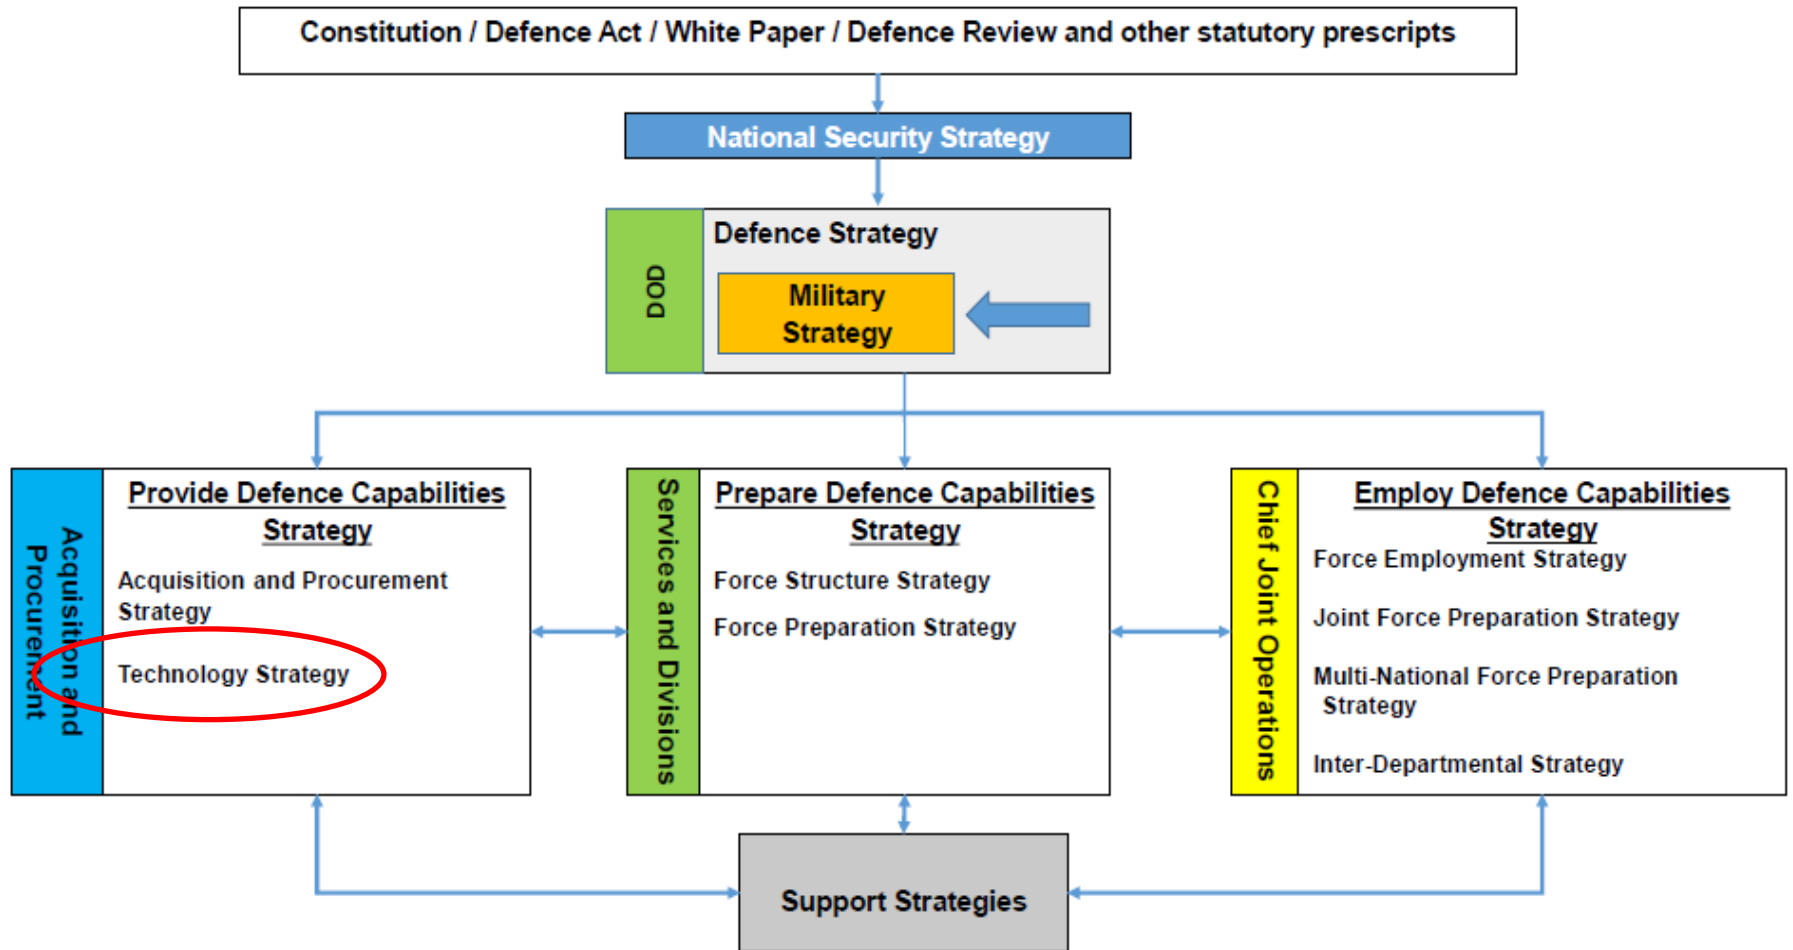 Constitution / Defence Act / White Paper / Defence Review and other statutory prescripts
National Security Strategy
DOD
Defence Strategy
Military
Strategy
Acquisition and
Procurement
Provide Defence Capabilities
Strategy
Acquisition and Procurement
Strategy
Technology Strategy
Services and Divisions
Prepare Defence Capabilities
Strategy
Force Structure Strategy
Force Preparation Strategy
Chief Joint Operations
Employ Defence Capabilities
Strategy
Force Employment Strategy
Joint Force Preparation Strategy
Multi-National Force Preparation
Strategy
Inter-Departmental Strategy
Support Strategies